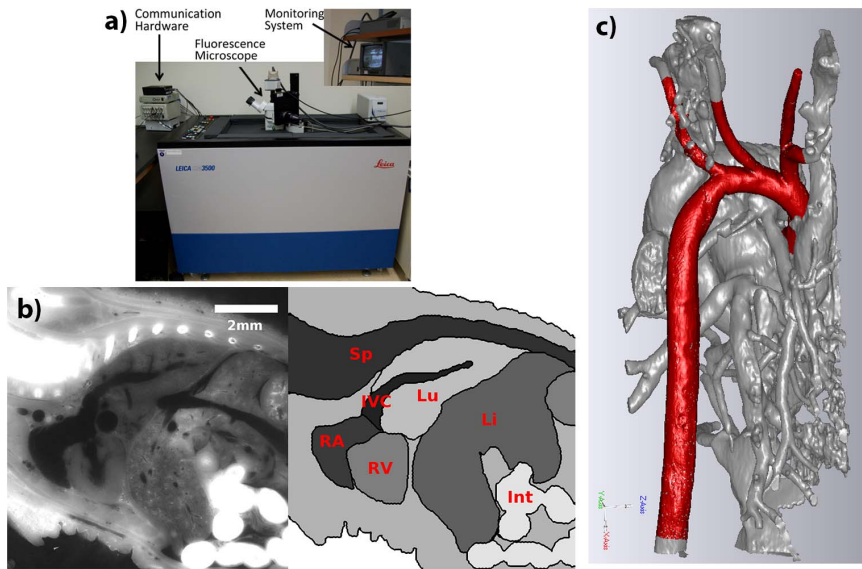 a)
Communication
Hardware
Fluorescence
Microscope
Monitoring
System
LEICA 3500
Leica
b)
2mm
Sp
IVC
Lu
RA
RV
Li
Int
c)
Y-Axis
Z-Axis
X-Axis